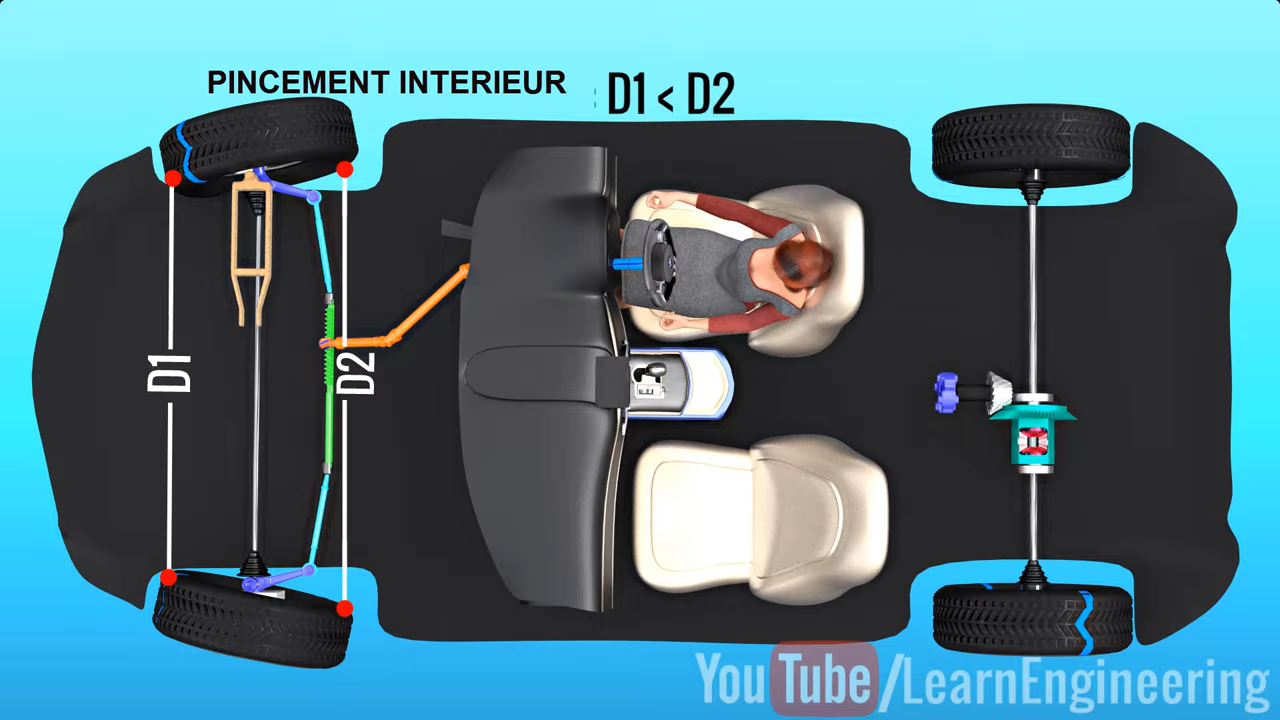 PINCEMENT INTERIEUR : D1 < D2
D1
D2
YouTube/LearnEngineering